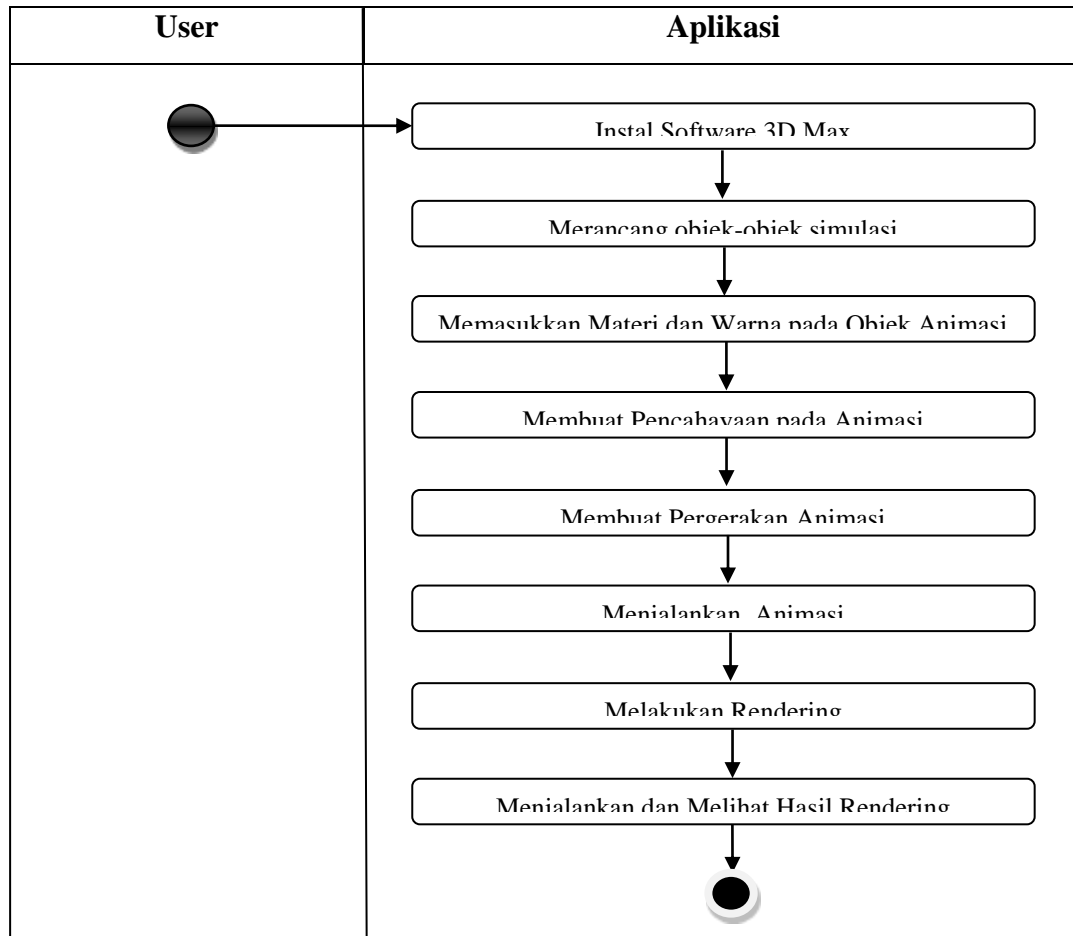 User
Aplikasi
Instal Software 3D Max
Merancang objek-objek simulasi
Memasukkan Materi dan Warna pada Objek Animasi
Membuat Pencahayaan pada Animasi
Membuat Pergerakan Animasi
Menjalankan Animasi
Melakukan Rendering
Menjalankan dan Melihat Hasil Rendering